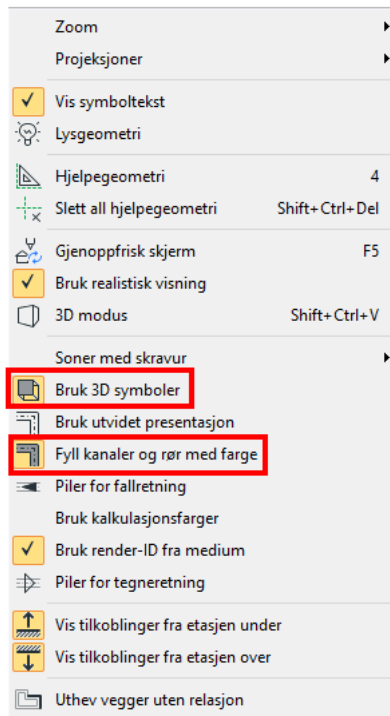 Zoom
Projeksjoner
Vis symboltekst
Lysgeometri
Hjelpegeometri 4
Slett all hjelpegeometri Shift+Ctrl+Del
Gjenoppfrisk skjerm F5
Bruk realistisk visning
3D modus Shift+Ctrl+V
Soner med skravur
Bruk 3D symboler
Bruk utvidet presentasjon
Fyll kanaler og rør med farge
Piler for fallretning
Bruk kalkulasjonsfarger
Bruk render-ID fra medium
Piler for tegneretning
Vis tilkoblinger fra etasjen under
Vis tilkoblinger fra etasjen over
Uthev vegger uten relasjon